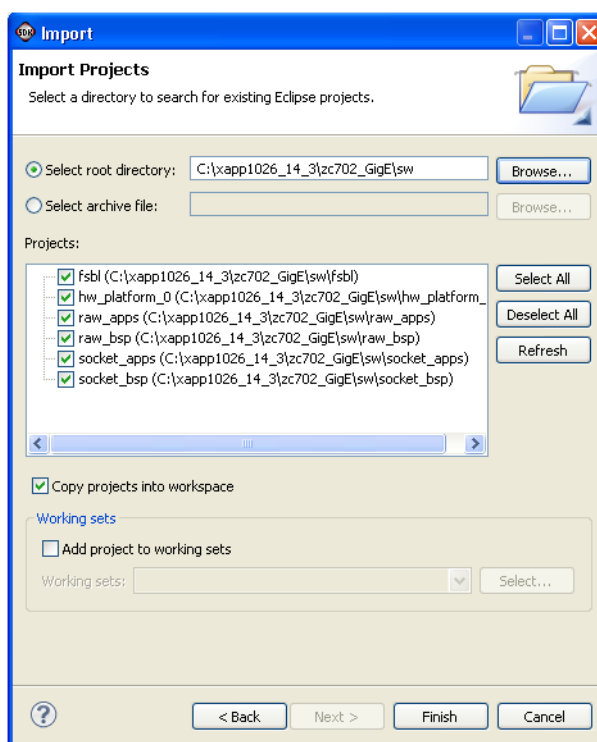 SDK Import
Import Projects
Select a directory to search for existing Eclipse projects.
Select root directory: C:\xapp1026_14_3\zc702_GigE\sw Browse...
Select archive file: Browse...
Projects:
fsbl (C:\xapp1026_14_3\zc702_GigE\sw\fsbl)
hw_platform_0 (C:\xapp1026_14_3\zc702_GigE\sw\hw_platform_
raw_apps (C:\xapp1026_14_3\zc702_GigE\sw\raw_apps)
raw_bsp (C:\xapp1026_14_3\zc702_GigE\sw\raw_bsp)
socket_apps (C:\xapp1026_14_3\zc702_GigE\sw\socket_apps)
socket_bsp (C:\xapp1026_14_3\zc702_GigE\sw\socket_bsp)
Select All
Deselect All
Refresh
Copy projects into workspace
Working sets
Add project to working sets
Working sets: Select...
? < Back Next > Finish Cancel